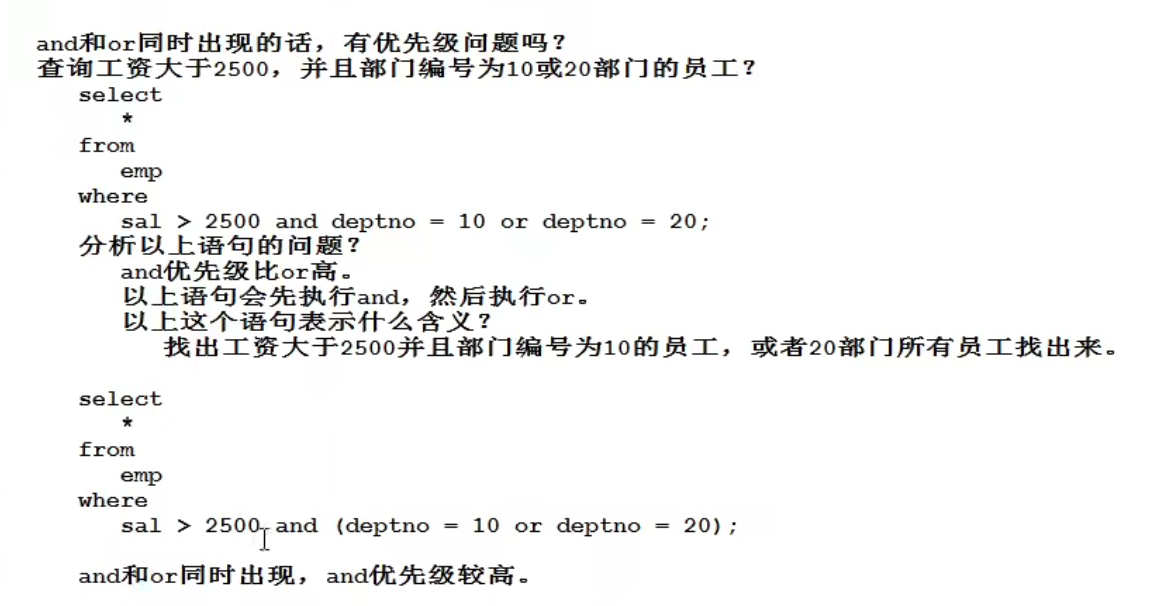 and和or同时出现的话，有优先级问题吗？
查询工资大于2500，并且部门编号为10或20部门的员工？
select
*
from
emp
where
sal > 2500 and deptno = 10 or deptno = 20;
分析以上语句的问题？
and优先级比or高。
以上语句会先执行and，然后执行or。
以上这个语句表示什么含义？
找出工资大于2500并且部门编号为10的员工，或者20部门所有员工找出来。
select
*
from
emp
where
sal > 2500 and (deptno = 10 or deptno = 20);
and和or同时出现，and优先级较高。